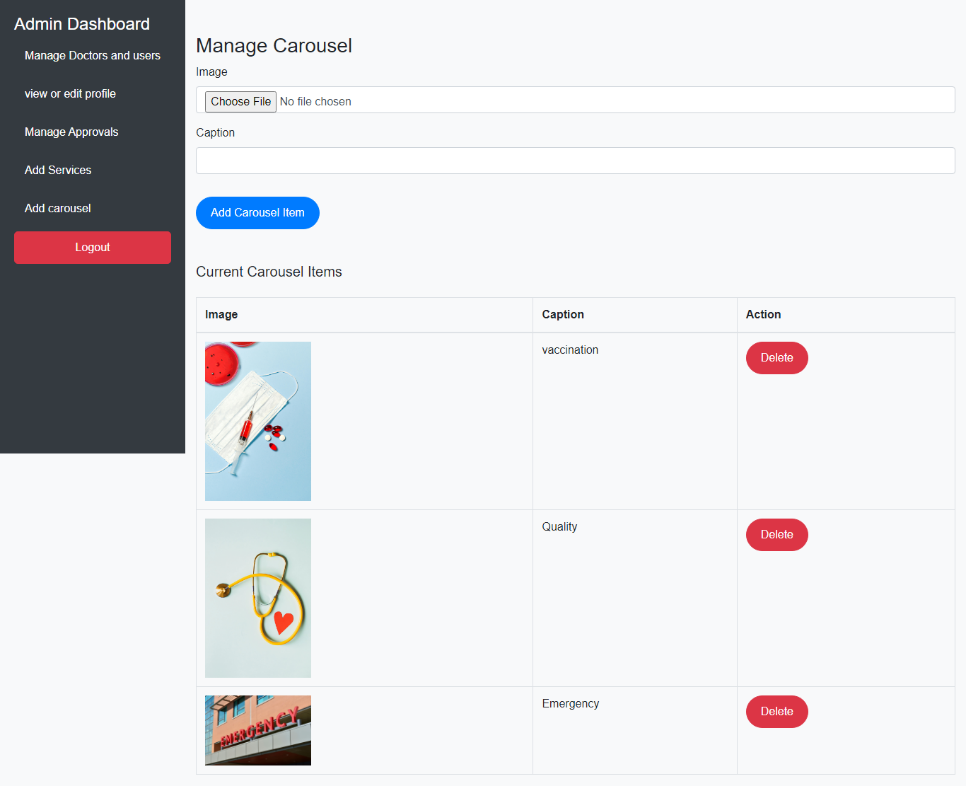 Admin Dashboard
Manage Doctors and users
view or edit profile
Manage Approvals
Add Services
Add carousel
Logout
Manage Carousel
Image
Choose File No file chosen
Caption
Add Carousel Item
Current Carousel Items
Image Caption Action
vaccination Delete
Quality Delete
EMERGENCY Emergency Delete